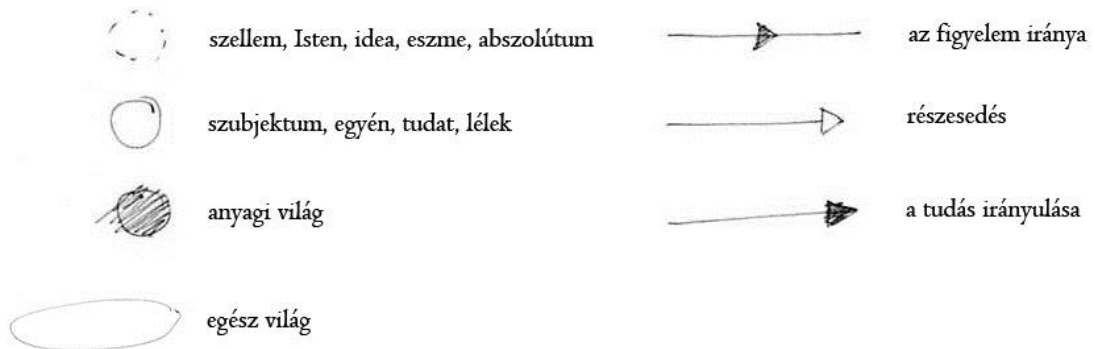 szellem, Isten, idea, eszme, abszolútum
szubjektum, egyén, tudat, lélek
anyagi világ
egész világ
az figyelem iránya
részesedés
a tudás irányulása